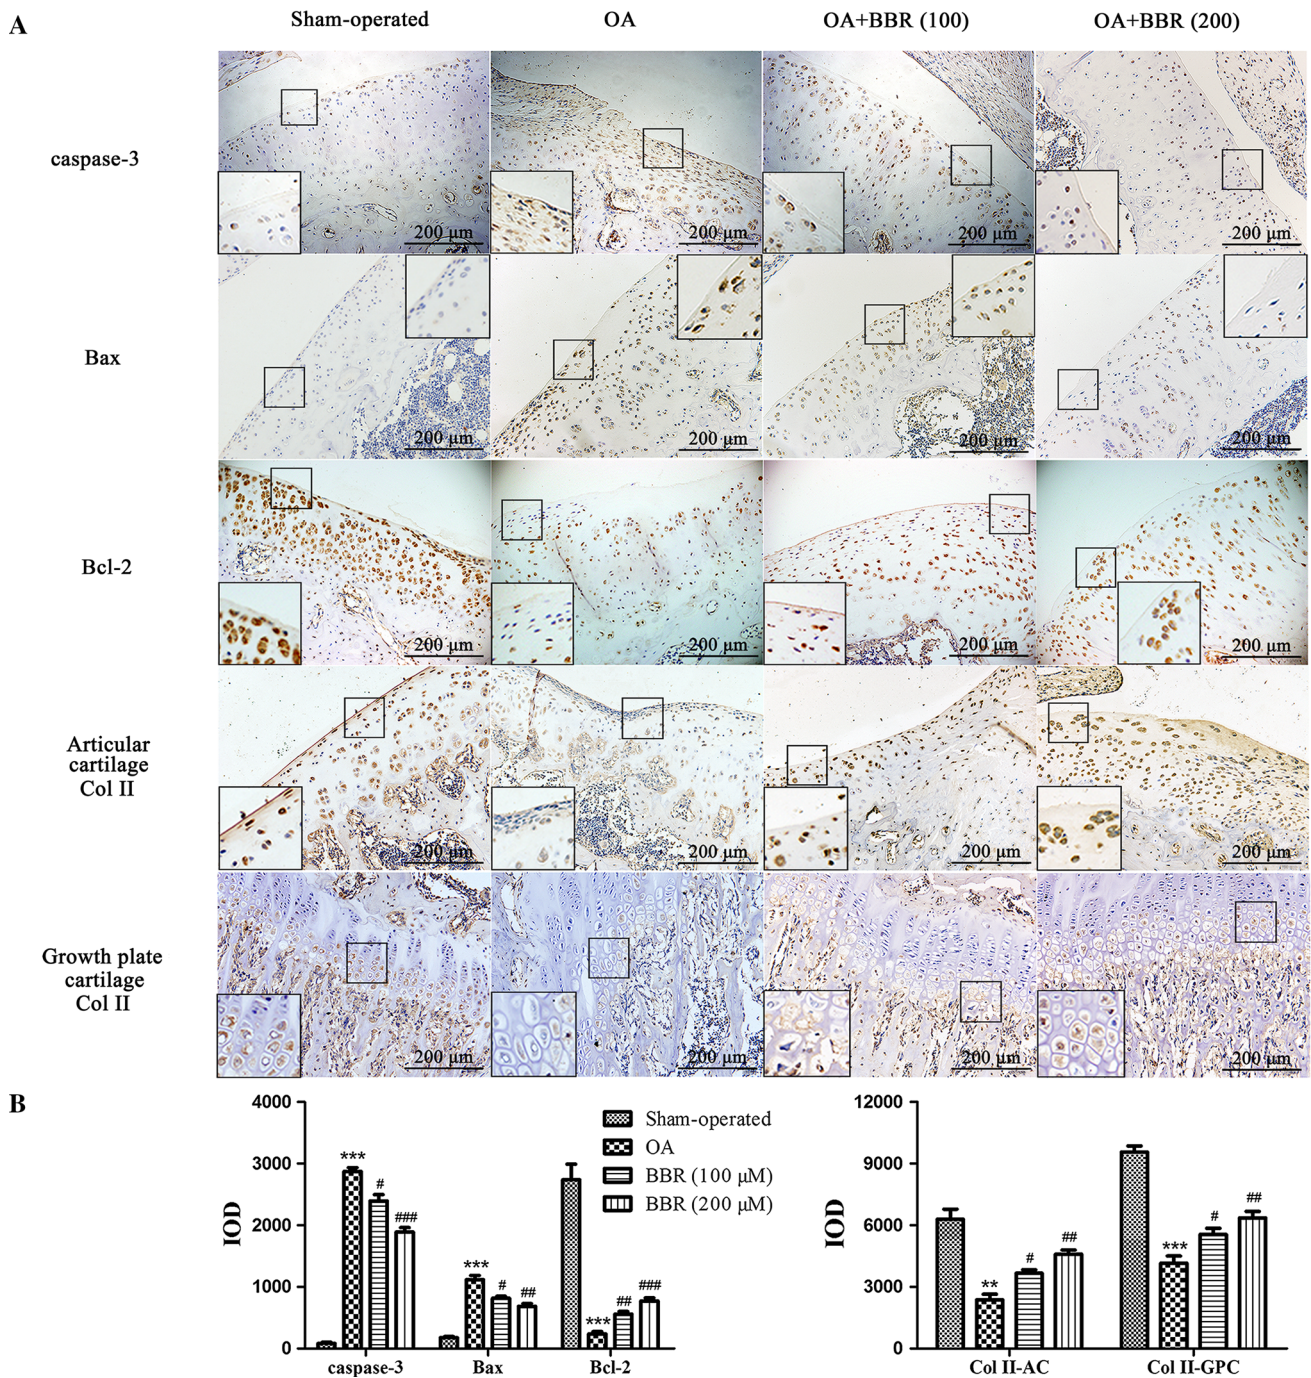 A
Sham-operated OA OA+BBR (100) OA+BBR (200)
caspase-3
200 μm 200 μm 200 μm 200 μm
Bax
200 μm 200 μm 200 μm 200 μm
Bcl-2
200 μm 200 μm 200 μm 200 μm
Articular
cartilage
Col II
200 μm 200 μm 200 μm 200 μm
Growth plate
cartilage
Col II
200 μm 200 μm 200 μm 200 μm
B
IOD
4000
3000
2000
1000
0
*** # ###
*** # ##
*** ## ###
caspase-3 Bax Bcl-2
Sham-operated
OA
BBR (100 μM)
BBR (200 μM)
IOD
12000
9000
6000
3000
0
** # ##
*** # ##
Col II-AC Col II-GPC